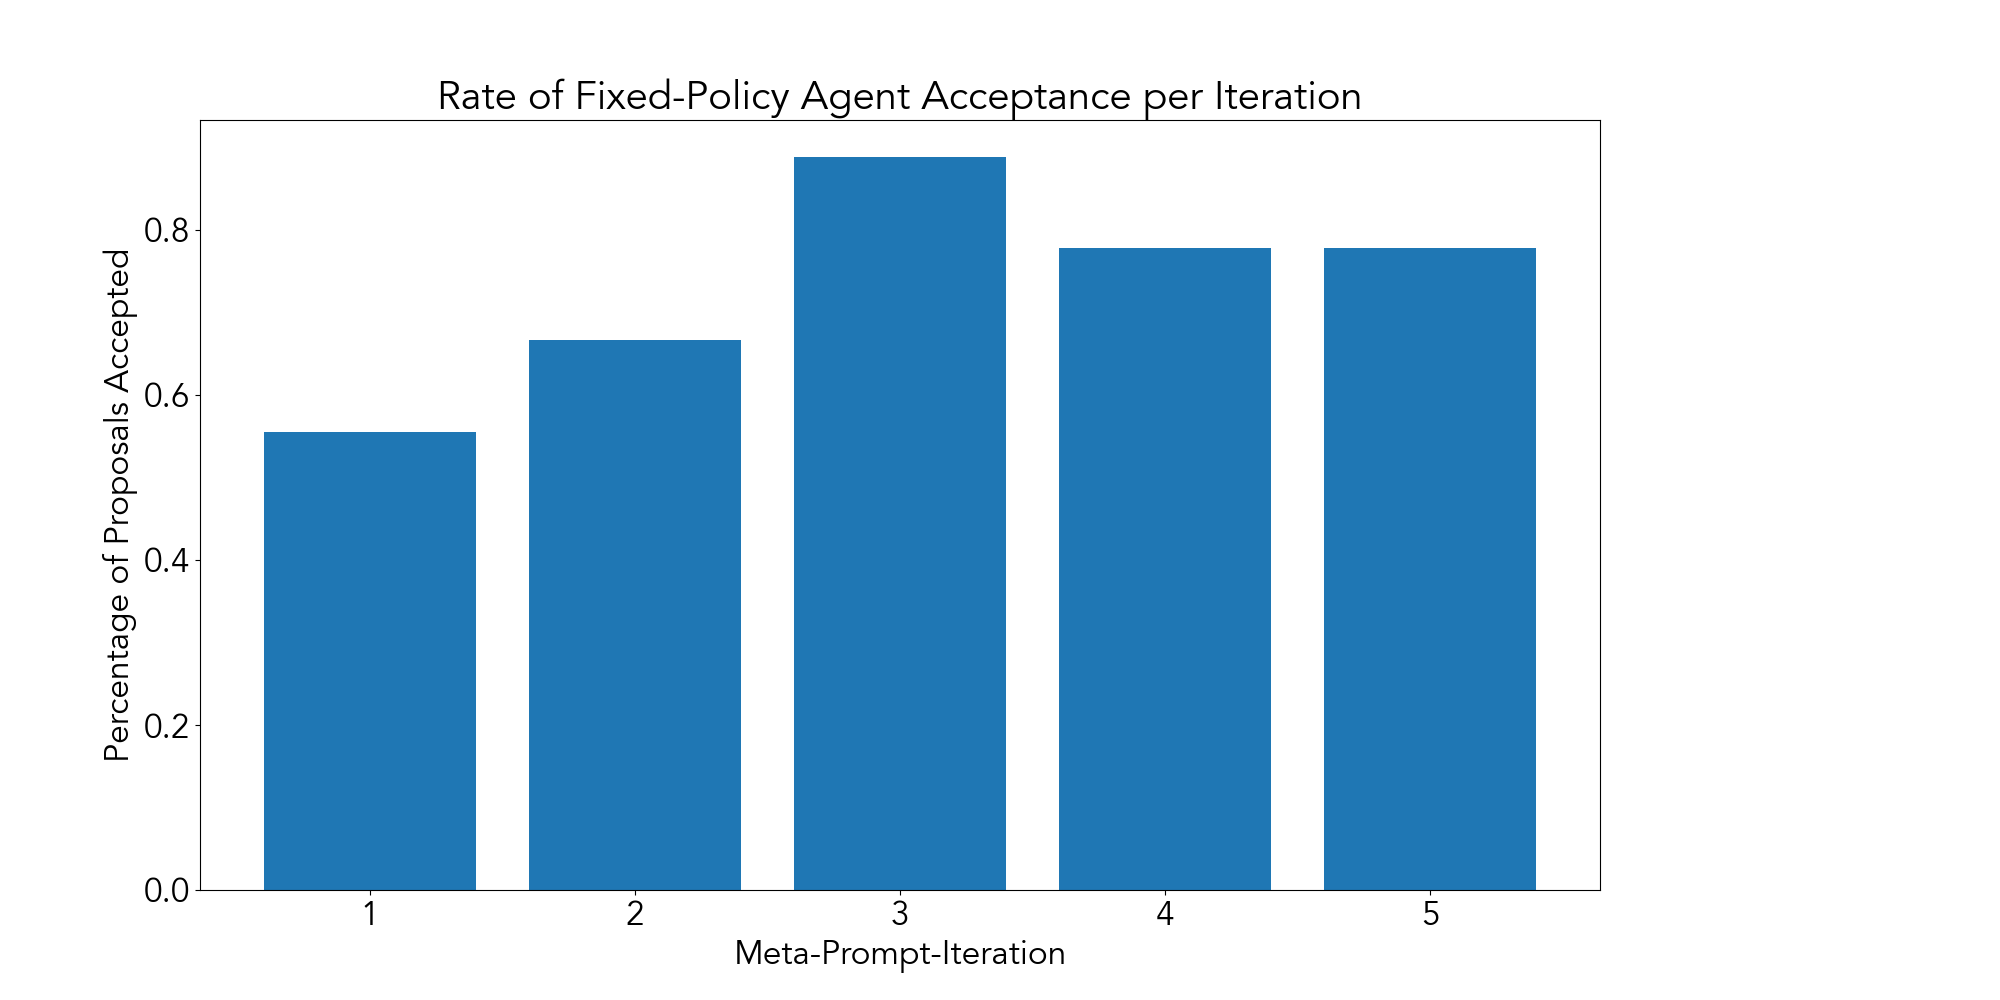 Rate of Fixed-Policy Agent Acceptance per Iteration
Percentage of Proposals Accepted
0.8
0.6
0.4
0.2
0.0
1 2 3 4 5
Meta-Prompt-Iteration